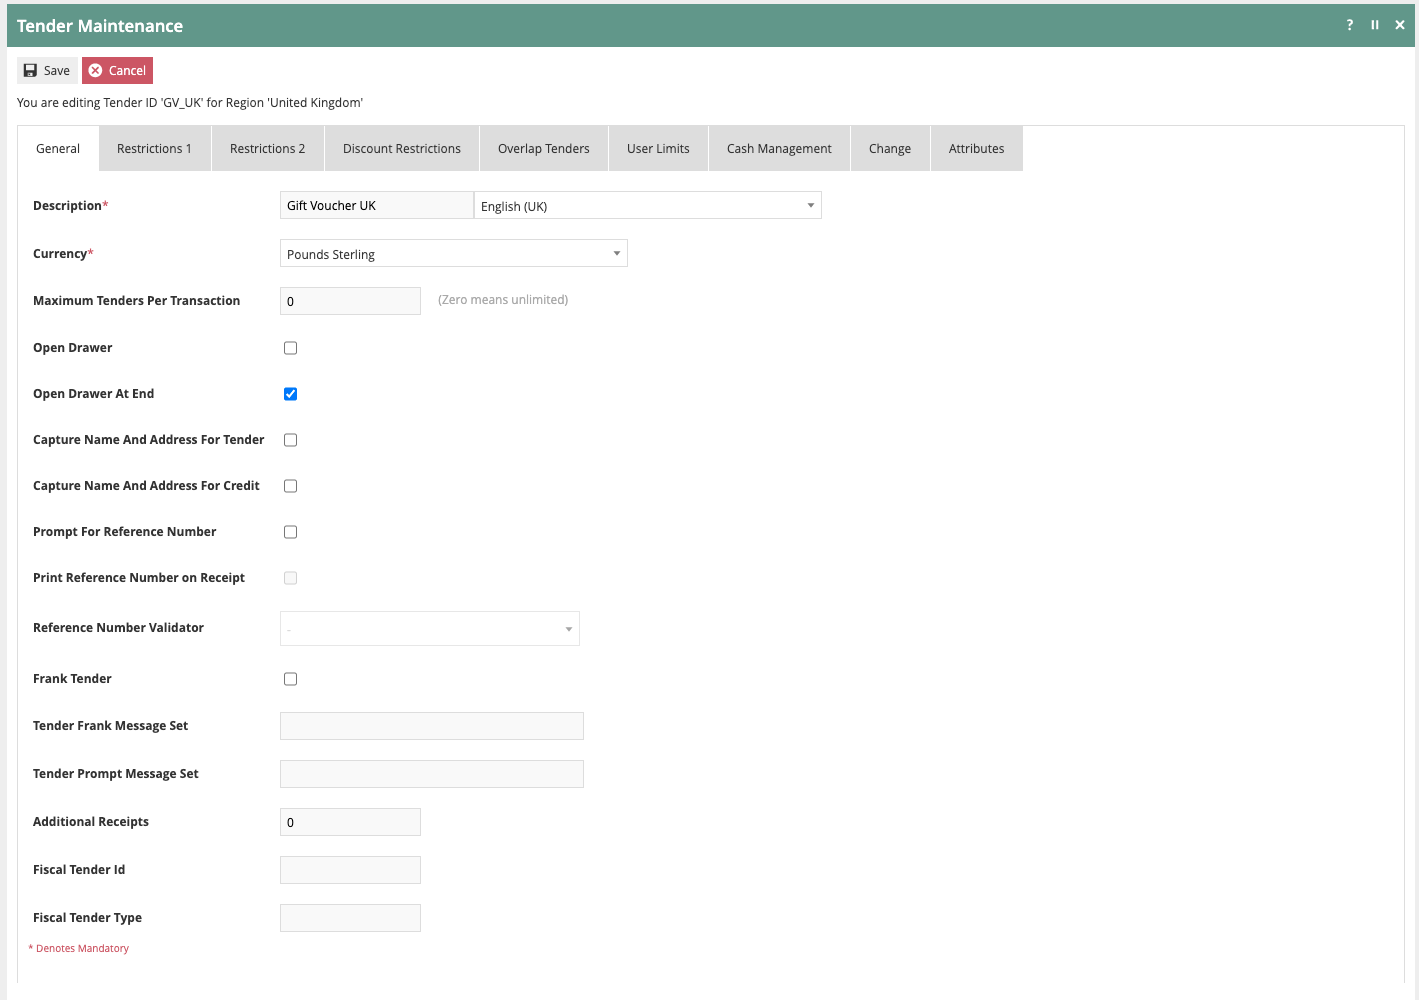 Tender Maintenance
?
Save Cancel
You are editing Tender ID 'GV_UK' for Region 'United Kingdom'
General Restrictions 1 Restrictions 2 Discount Restrictions Overlap Tenders User Limits Cash Management Change Attributes
Description* Gift Voucher UK English (UK)
Currency* Pounds Sterling
Maximum Tenders Per Transaction 0 (Zero means unlimited)
Open Drawer
Open Drawer At End
Capture Name And Address For Tender
Capture Name And Address For Credit
Prompt For Reference Number
Print Reference Number on Receipt
Reference Number Validator -
Frank Tender
Tender Frank Message Set
Tender Prompt Message Set
Additional Receipts 0
Fiscal Tender Id
Fiscal Tender Type
* Denotes Mandatory